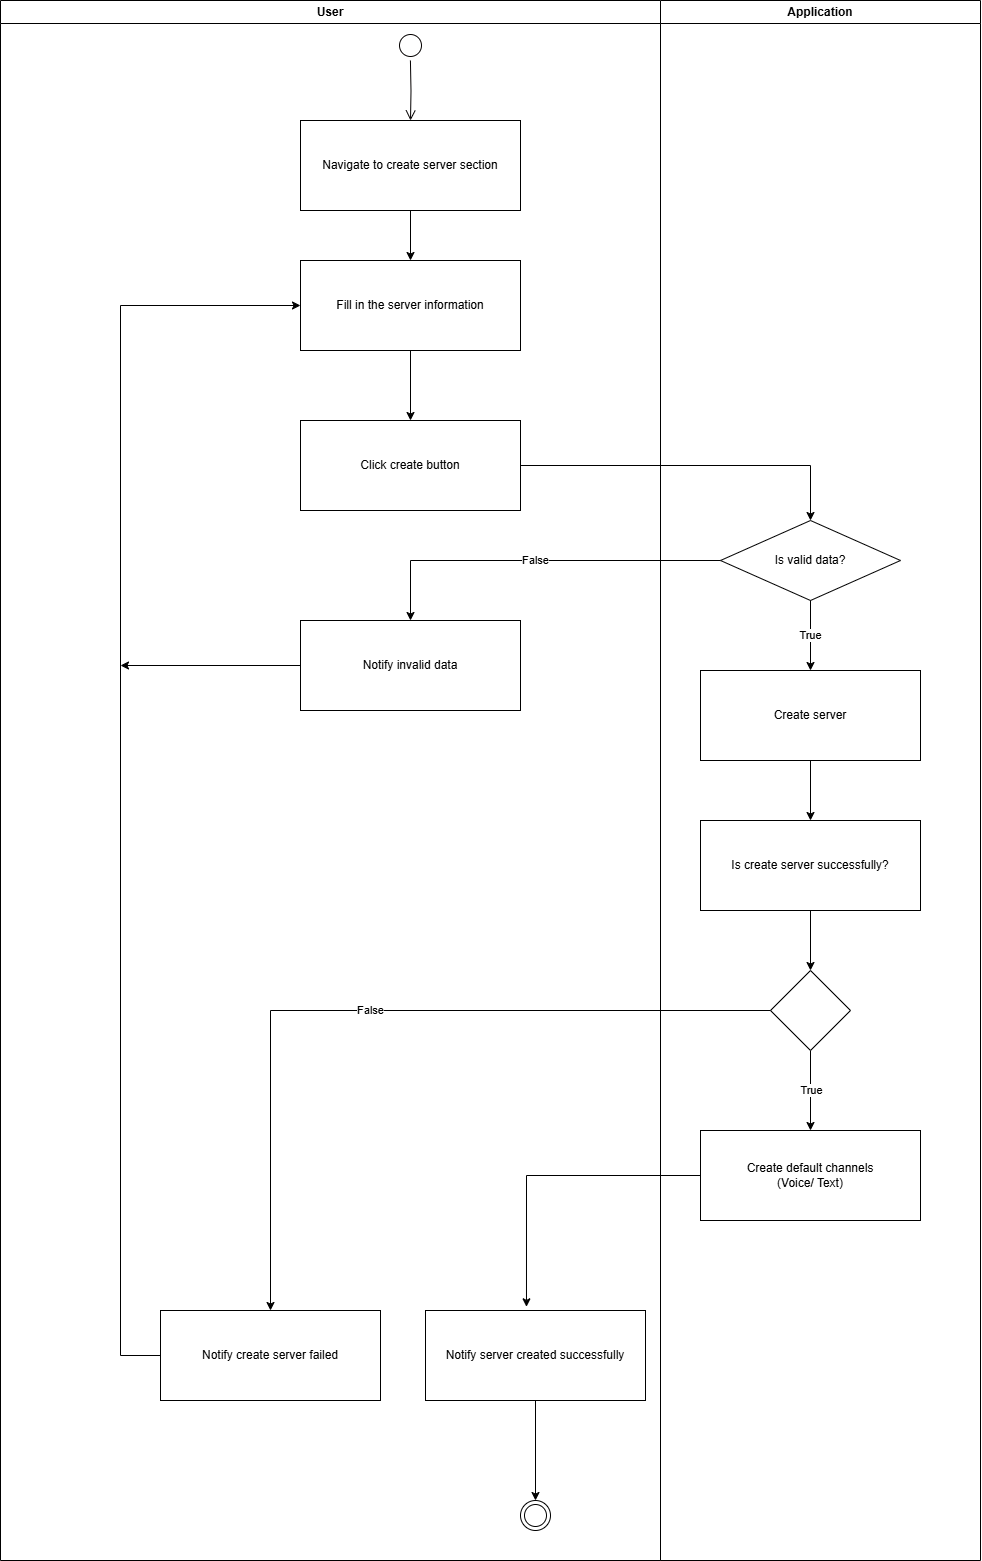 User
Application
Navigate to create server section
Fill in the server information
Click create button
Is valid data?
False
True
Notify invalid data
Create server
Is create server successfully?
False
True
Create default channels
(Voice/ Text)
Notify create server failed
Notify server created successfully